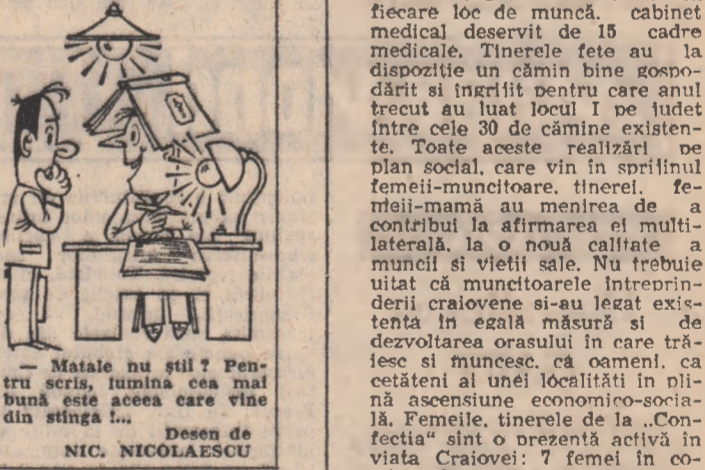 — Matale nu știi? Pen-
tru scris, lumina cea mai
bună este aceea care vine
din stînga!...
Desen de
NIC. NICOLAESCU
fiecare loc de muncă, cabinet
medical deservit de 15 cadre
medicale. Tinerele fete au la
dispoziție un cămin bine gospo-
dărit și îngrijit pentru care anul
trecut au luat locul I pe județ
între cele 30 de cămine existen-
te. Toate aceste realizări pe
plan social, care vin în sprijinul
femeii-muncitoare, tinerei, fe-
meii-mamă au menirea de a
contribui la afirmarea ei multi-
laterală, la o nouă calitate a
muncii și vieții sale. Nu trebuie
uitat că muncitoarele întreprin-
derii craiovene și-au legat exis-
tența în egală măsură și de
dezvoltarea orașului în care tră-
iesc și muncesc, ca oameni, ca
cetățeni ai unei localități în pli-
nă ascensiune economico-socia-
lă. Femeile, tinerele de la „Con-
fecția“ sînt o prezență activă în
viața Craiovei: 7 femei în co-